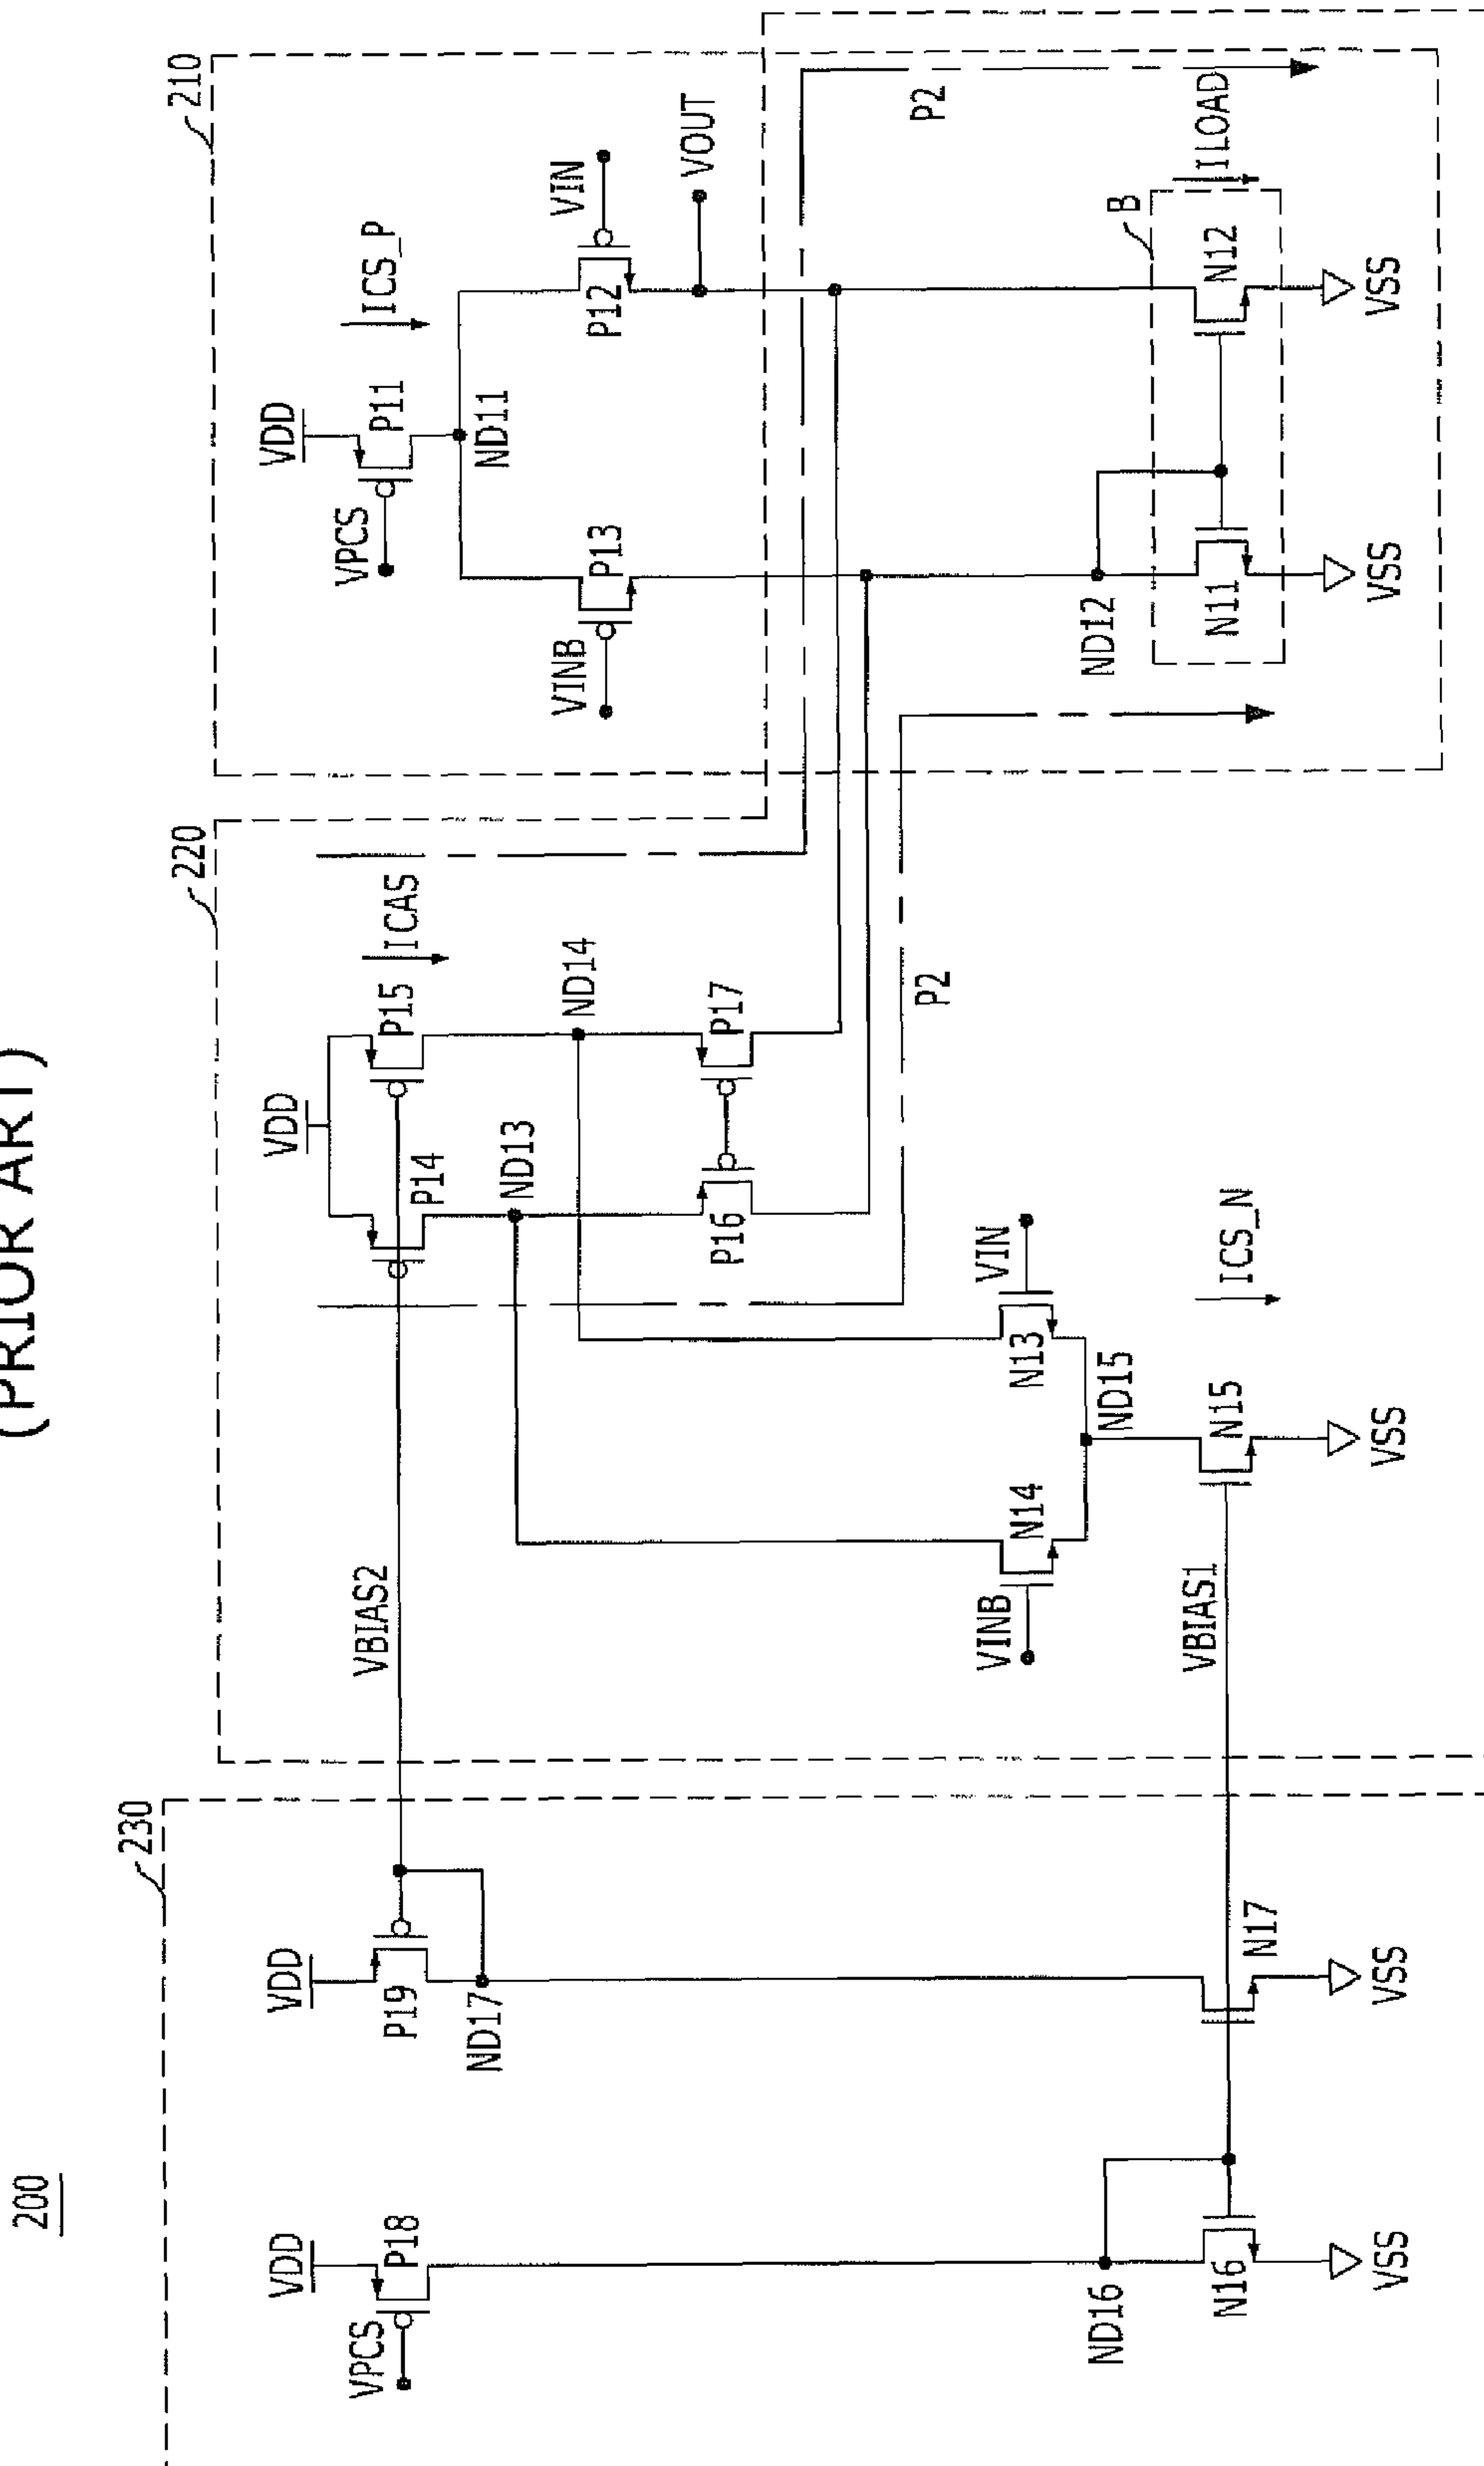 (PRIOR ART)
200
230
VDD
VPCS
P18
ND16
N16
VSS
VDD
P19
ND17
N17
VSS
VBIAS2
VBIAS1
220
VDD
P14
P15
ICAS
ND13
ND14
P16
P17
VINB
N14
N13
VIN
ND15
N15
ICS_N
VSS
P2
210
VDD
VPCS
P11
ICS_P
ND11
VINB
P13
P12
VIN
VOUT
P2
ND12
B
ILOAD
N11
N12
VSS
VSS